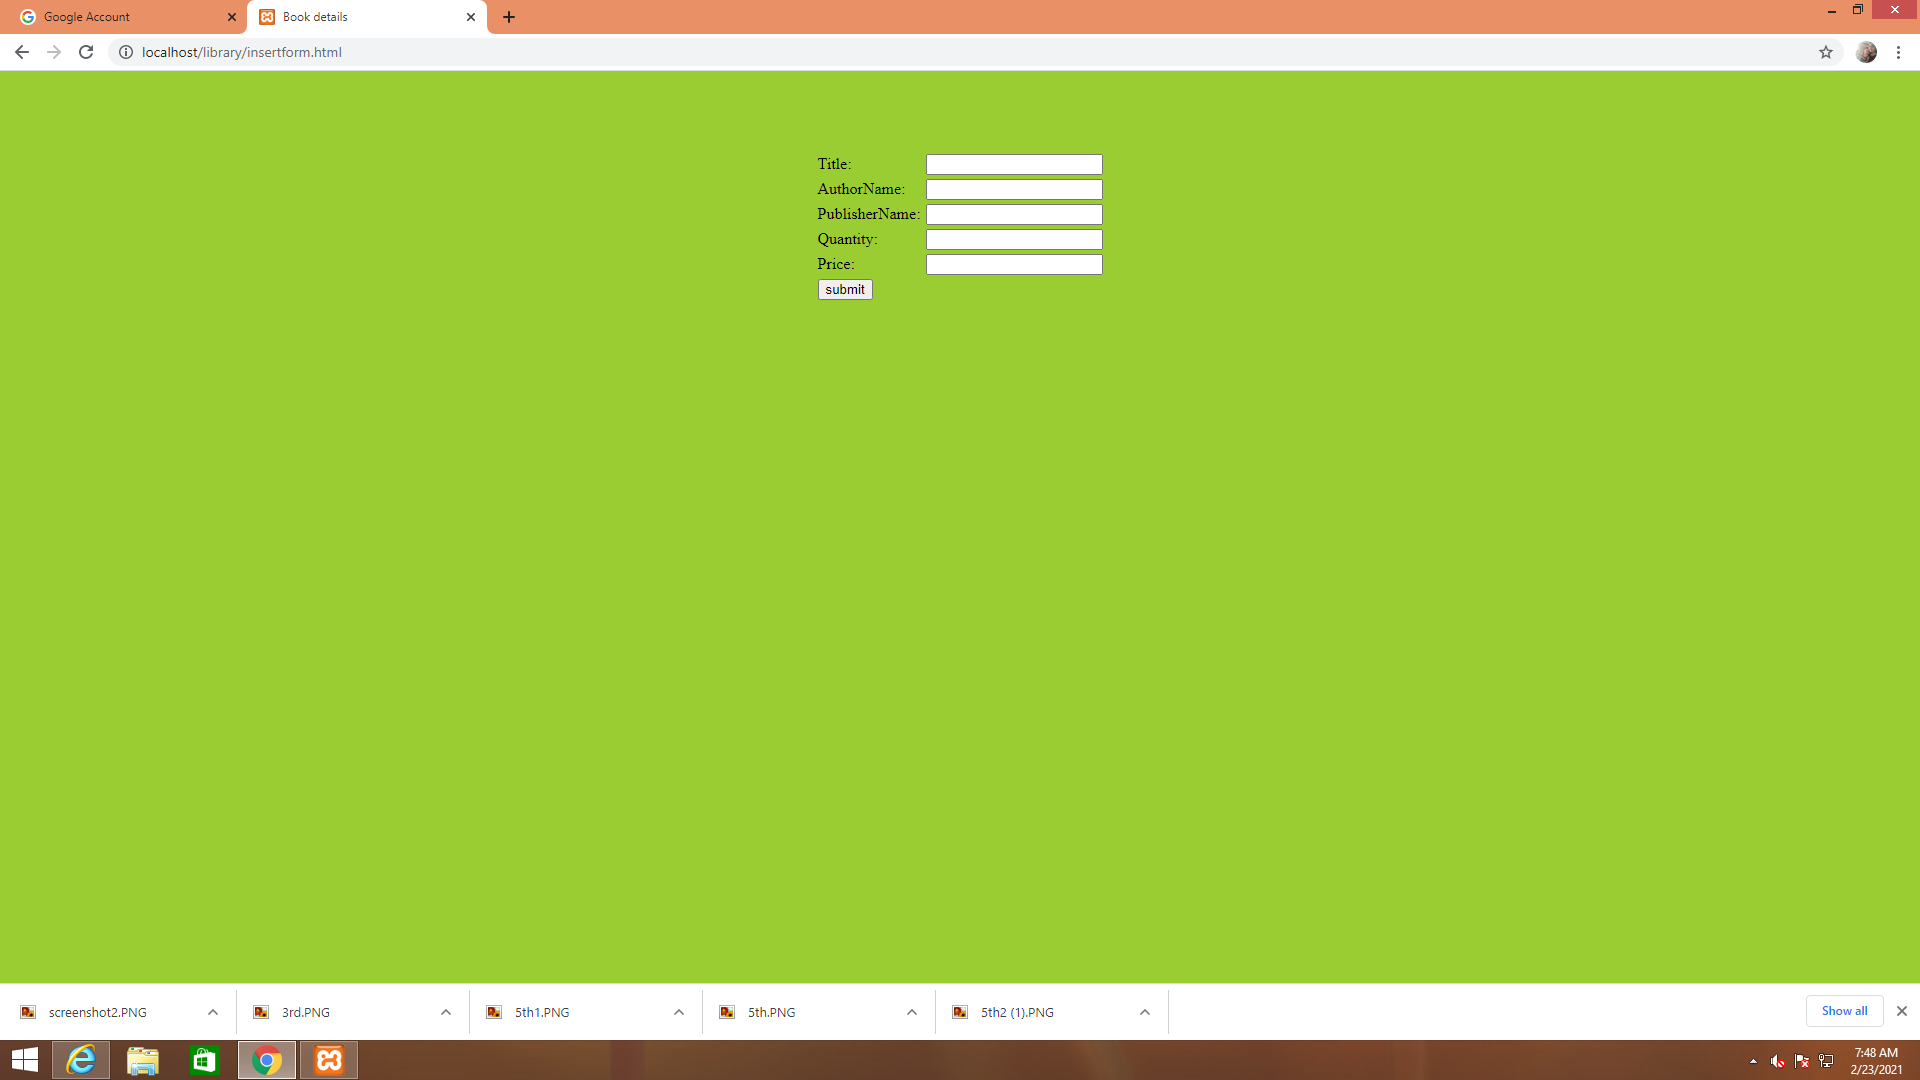 Google Account
Book details
localhost/library/insertform.html
Title:
AuthorName:
PublisherName:
Quantity:
Price:
submit
screenshot2.PNG
3rd.PNG
5th1.PNG
5th.PNG
5th2 (1).PNG
Show all
7:48 AM
2/23/2021